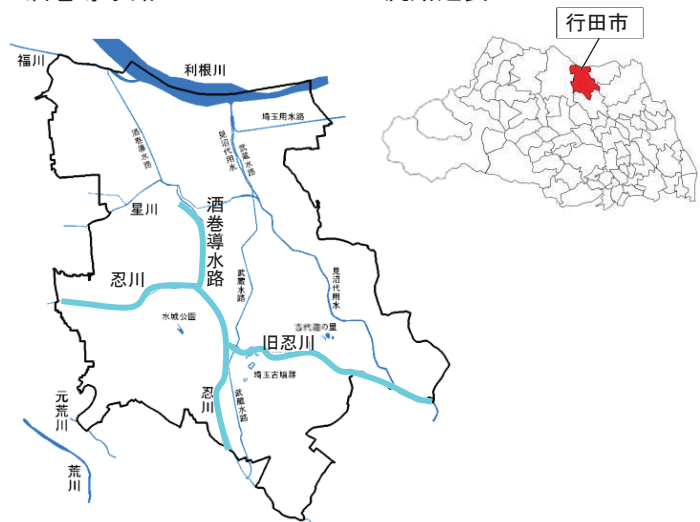 行田市
福川
利根川
埼玉用水路
酒巻導水路
見沼代用水
武蔵水路
星川
酒巻導水路
忍川
武蔵水路
見沼代用水
水城公園
古代蓮の里
旧忍川
埼玉古墳群
忍川
武蔵水路
元荒川
荒川